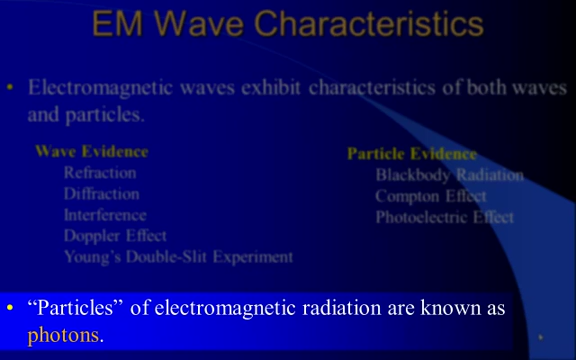 EM Wave Characteristics
• Electromagnetic waves exhibit characteristics of both waves
and particles.
Wave Evidence
Refraction
Diffraction
Interference
Doppler Effect
Young's Double-Slit Experiment
Particle Evidence
Blackbody Radiation
Compton Effect
Photoelectric Effect
• “Particles” of electromagnetic radiation are known as
photons.